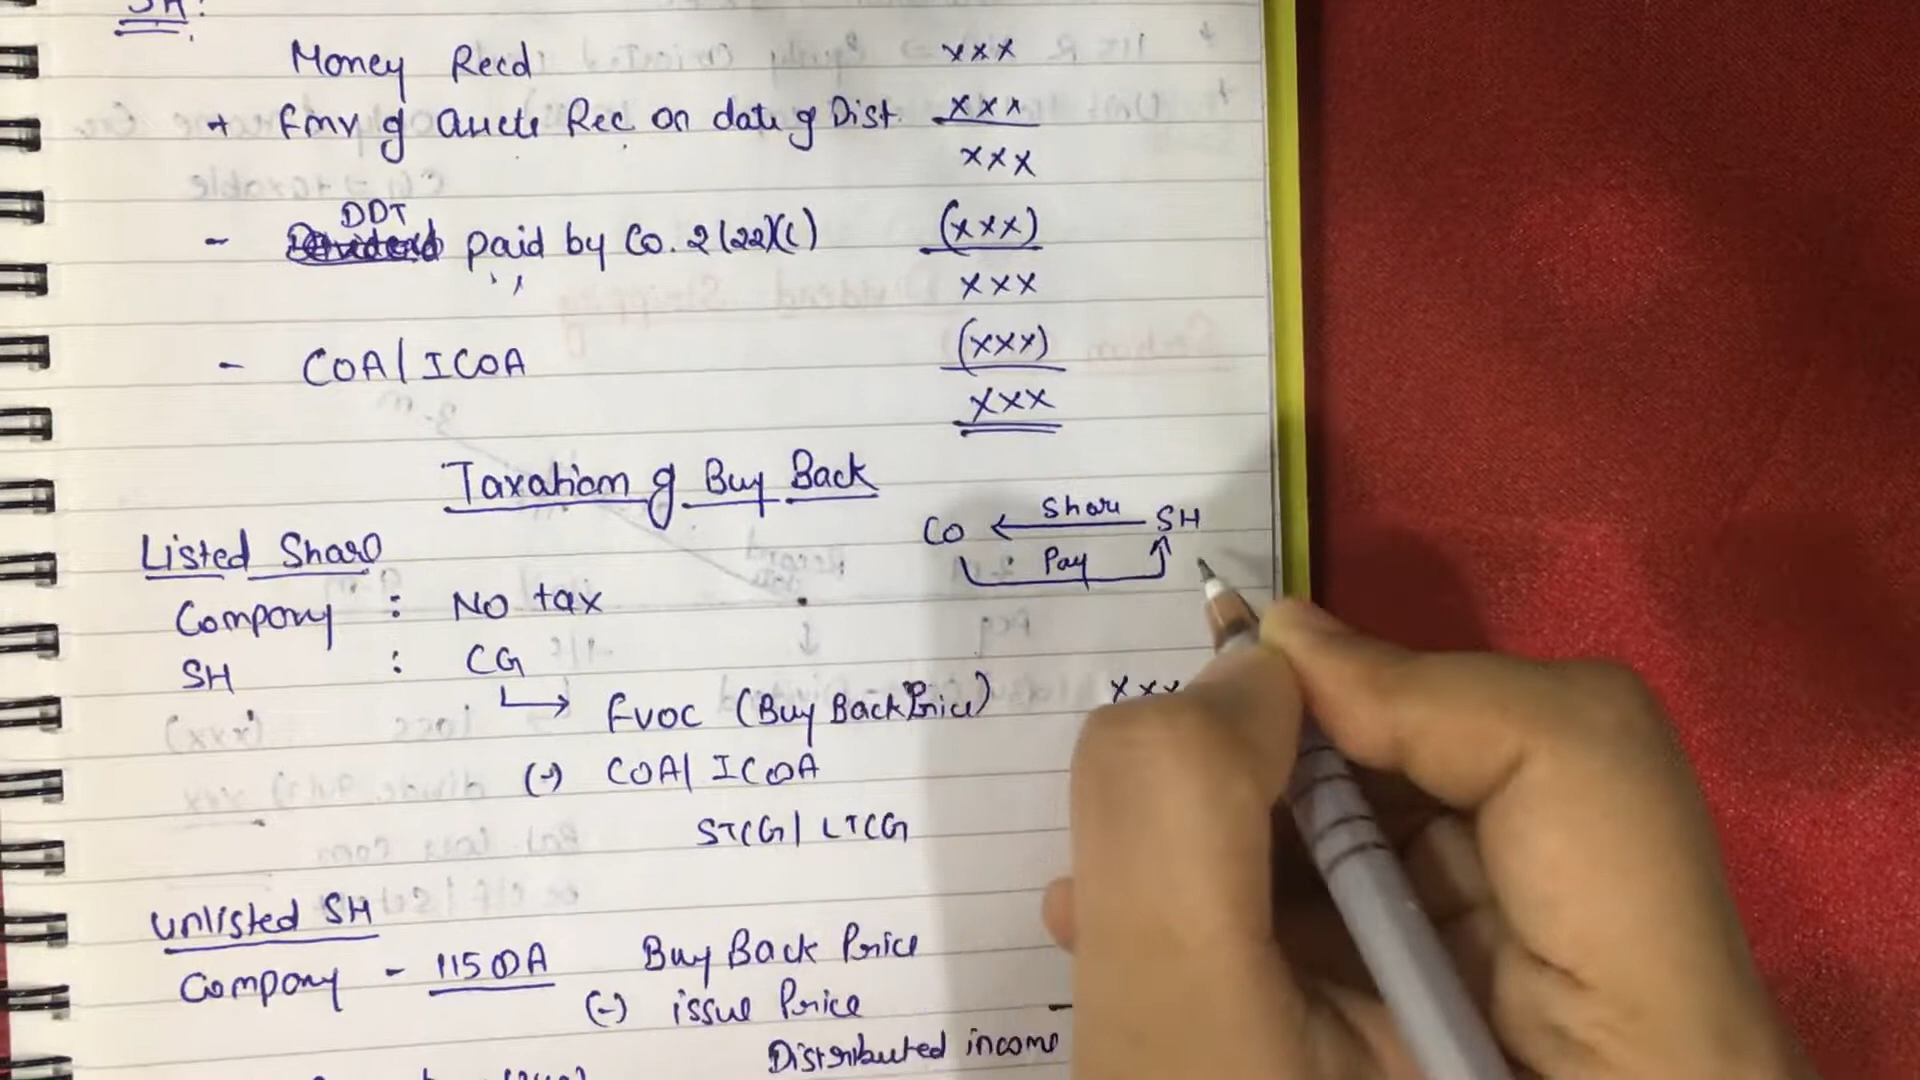 SH:
Money Recd xxx
+ fmv of Assets Rec on date of Dist. xxx
xxx
DDT
- paid by Co. 2(22)(c) (xxx)
xxx
- COA/ICOA (xxx)
xxx
Taxation of Buy Back
Co ← Share SH
Pay
Listed Share
Company : No tax
SH : CG
↳ FVOC (Buy Back Price) xxx
(-) COA/ICOA
STCG/LTCG
unlisted SH
Company - 115QA Buy Back Price
(-) issue Price
Distributed income